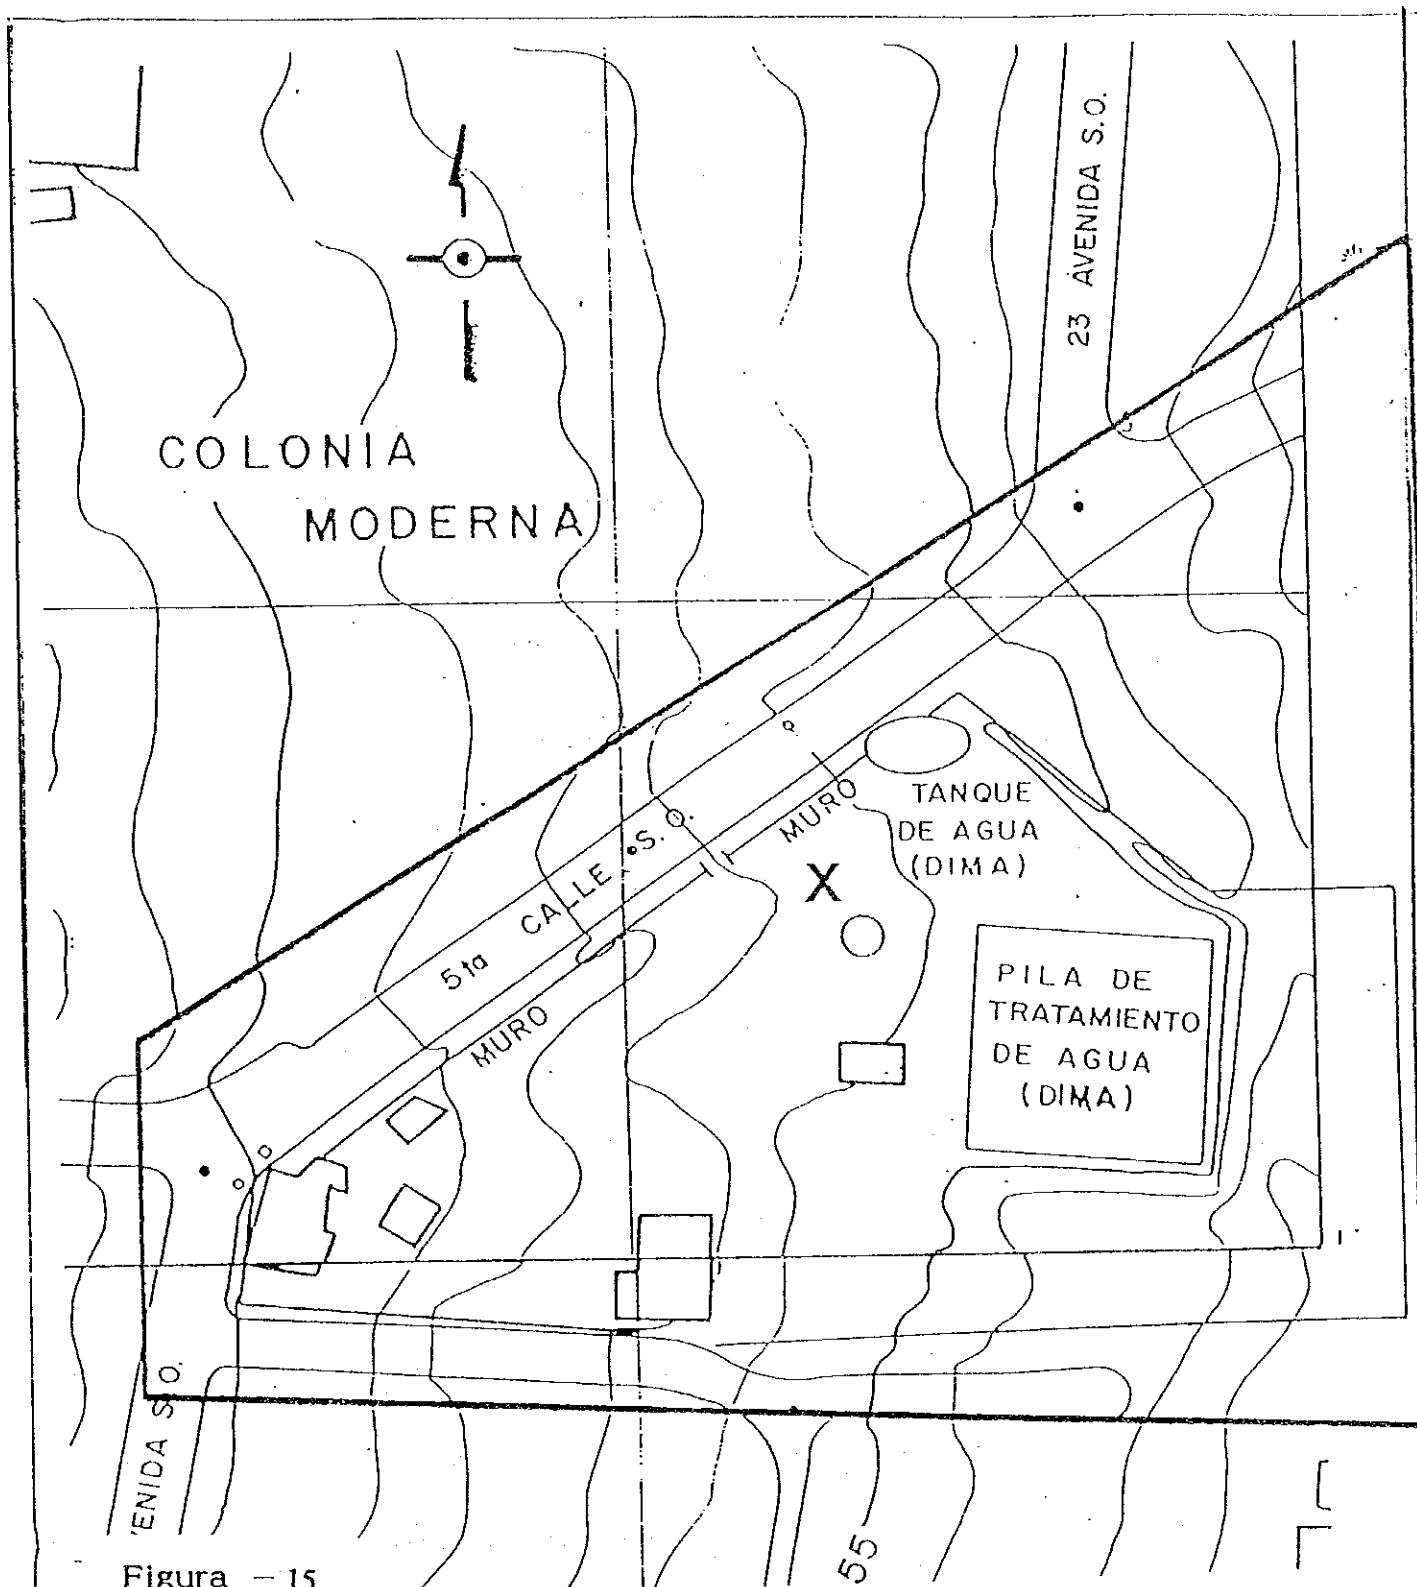 23 AVENIDA S.O.
COLONIA
MODERNA
5ta CALLE S.O.
MURO
MURO
TANQUE
DE AGUA
(DIMA)
X
PILA DE
TRATAMIENTO
DE AGUA
(DIMA)
ENIDA S.O.
55
Figura - 15